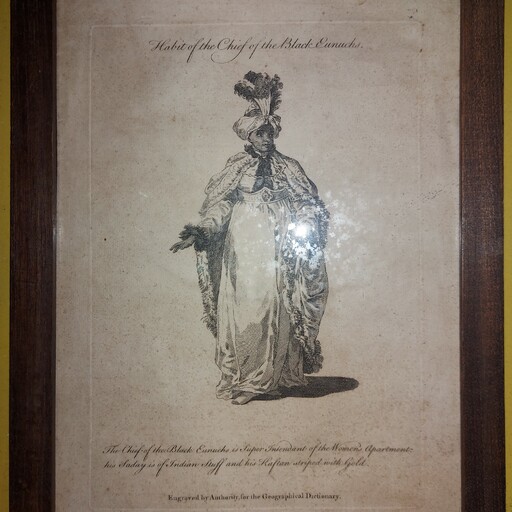 Habit of the Chief of the Black Eunuchs.
The Chief of the Black Eunuchs is Super Intendant of the Women's Apartment
his Juday is of Indian Stuff and his Kaftan striped with Gold.
Engraved by Authority, for the Geographical Dictionary.